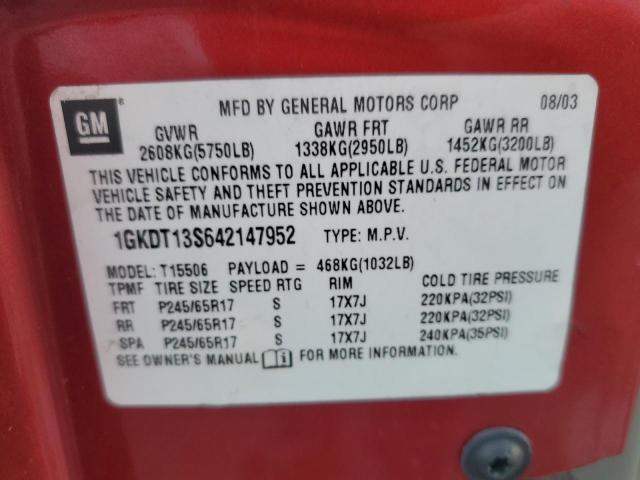 GM ®
MFD BY GENERAL MOTORS CORP 08/03
GVWR GAWR FRT GAWR RR
2608KG(5750LB) 1338KG(2950LB) 1452KG(3200LB)
THIS VEHICLE CONFORMS TO ALL APPLICABLE U.S. FEDERAL MOTOR
VEHICLE SAFETY AND THEFT PREVENTION STANDARDS IN EFFECT ON
THE DATE OF MANUFACTURE SHOWN ABOVE.
1GKDT13S642147952 TYPE: M.P.V.
MODEL: T15506 PAYLOAD = 468KG(1032LB)
TPMF TIRE SIZE SPEED RTG RIM COLD TIRE PRESSURE
FRT P245/65R17 S 17X7J 220KPA(32PSI)
RR P245/65R17 S 17X7J 220KPA(32PSI)
SPA P245/65R17 S 17X7J 240KPA(35PSI)
SEE OWNER'S MANUAL FOR MORE INFORMATION.